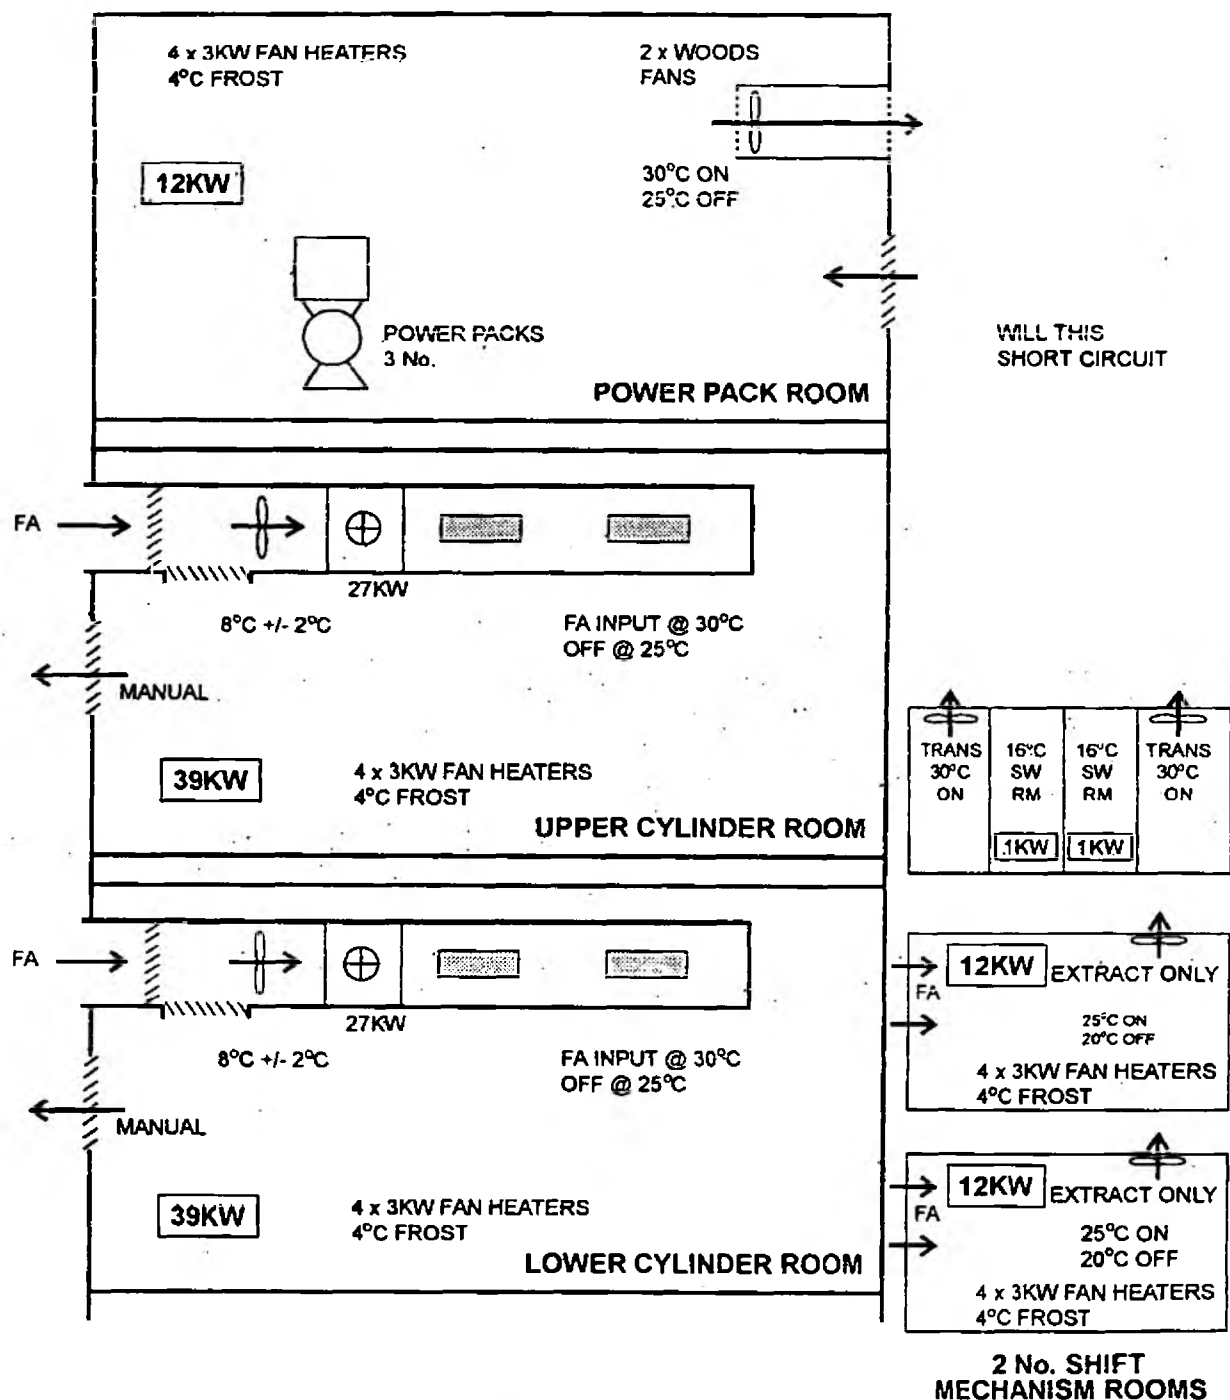 4 x 3KW FAN HEATERS
4°C FROST
2 x WOODS
FANS
12KW
30°C ON
25°C OFF
POWER PACKS
3 No.
WILL THIS
SHORT CIRCUIT
POWER PACK ROOM
FA
27KW
8°C +/- 2°C
FA INPUT @ 30°C
OFF @ 25°C
MANUAL
39KW
4 x 3KW FAN HEATERS
4°C FROST
UPPER CYLINDER ROOM
TRANS
30°C
ON
16°C
SW
RM
1KW
16°C
SW
RM
1KW
TRANS
30°C
ON
FA
27KW
8°C +/- 2°C
FA INPUT @ 30°C
OFF @ 25°C
MANUAL
39KW
4 x 3KW FAN HEATERS
4°C FROST
LOWER CYLINDER ROOM
12KW
EXTRACT ONLY
FA
25°C ON
20°C OFF
4 x 3KW FAN HEATERS
4°C FROST
12KW
EXTRACT ONLY
FA
25°C ON
20°C OFF
4 x 3KW FAN HEATERS
4°C FROST
2 No. SHIFT
MECHANISM ROOMS